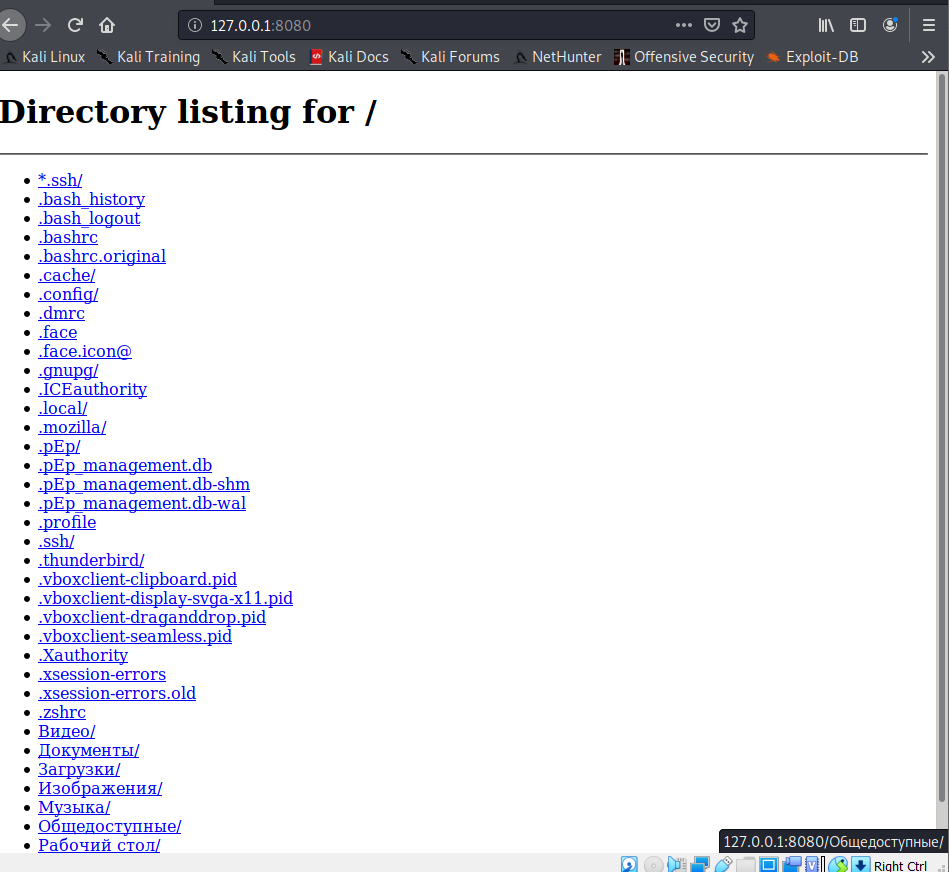 127.0.0.1:8080
Kali Linux Kali Training Kali Tools Kali Docs Kali Forums NetHunter Offensive Security Exploit-DB
Directory listing for /
*.ssh/
.bash_history
.bash_logout
.bashrc
.bashrc.original
.cache/
.config/
.dmrc
.face
.face.icon@
.gnupg/
.ICEauthority
.local/
.mozilla/
.pEp/
.pEp_management.db
.pEp_management.db-shm
.pEp_management.db-wal
.profile
.ssh/
.thunderbird/
.vboxclient-clipboard.pid
.vboxclient-display-svga-x11.pid
.vboxclient-draganddrop.pid
.vboxclient-seamless.pid
.Xauthority
.xsession-errors
.xsession-errors.old
.zshrc
Видео/
Документы/
Загрузки/
Изображения/
Музыка/
Общедоступные/
Рабочий стол/
127.0.0.1:8080/Общедоступные/
Right Ctrl